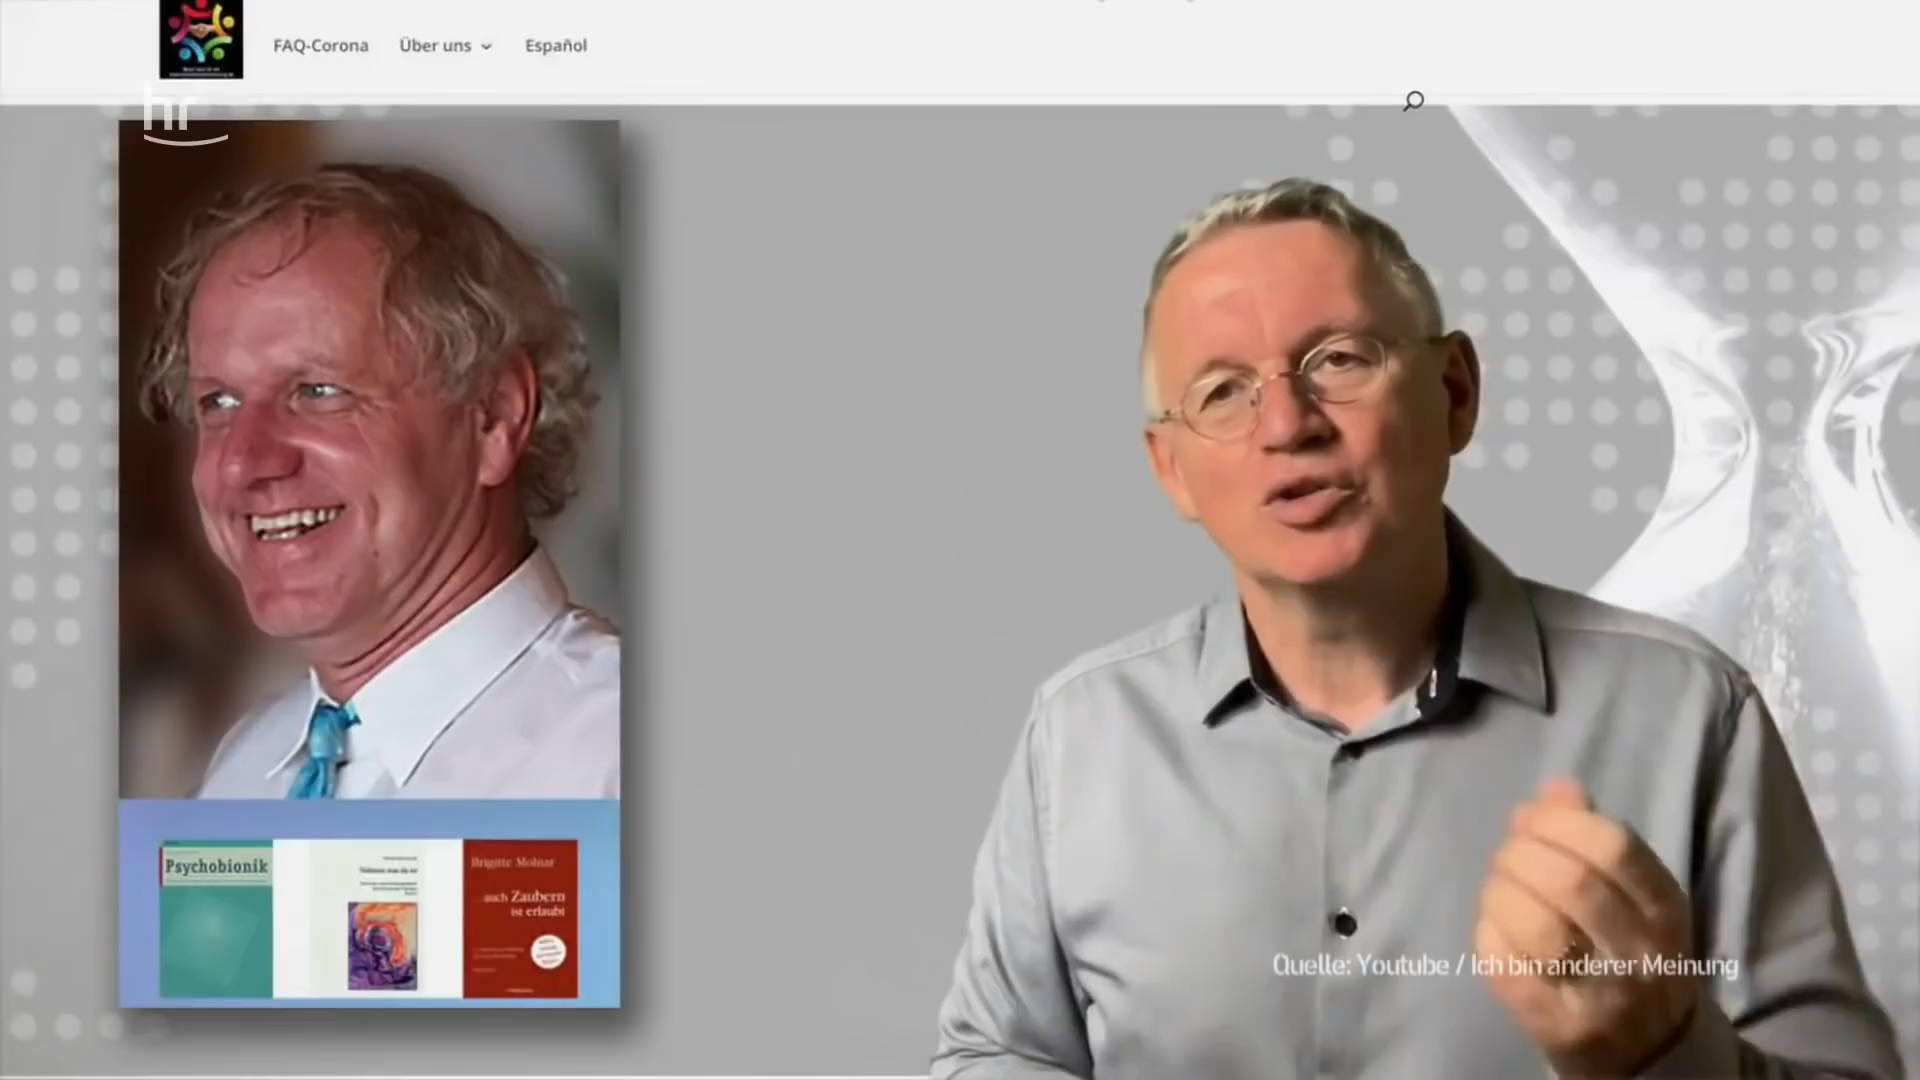 FAQ-Corona
Über uns
Español
hr
Psychobionik
Brigitte Molnar
...auch Zaubern
ist erlaubt
Quelle: Youtube / Ich bin anderer Meinung